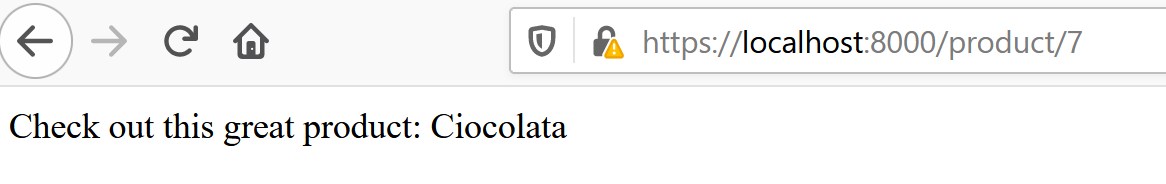 https://localhost:8000/product/7
Check out this great product: Ciocolata